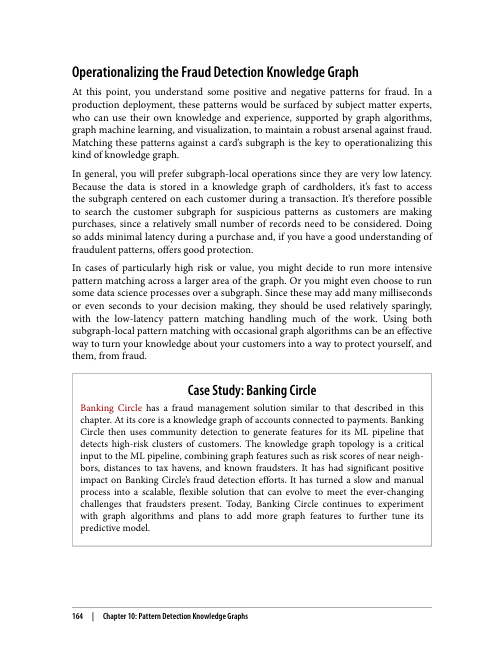 Operationalizing the Fraud Detection Knowledge Graph
At this point, you understand some positive and negative patterns for fraud. In a
production deployment, these patterns would be surfaced by subject matter experts,
who can use their own knowledge and experience, supported by graph algorithms,
graph machine learning, and visualization, to maintain a robust arsenal against fraud.
Matching these patterns against a card's subgraph is the key to operationalizing this
kind of knowledge graph.
In general, you will prefer subgraph-local operations since they are very low latency.
Because the data is stored in a knowledge graph of cardholders, it's fast to access
the subgraph centered on each customer during a transaction. It's therefore possible
to search the customer subgraph for suspicious patterns as customers are making
purchases, since a relatively small number of records need to be considered. Doing
so adds minimal latency during a purchase and, if you have a good understanding of
fraudulent patterns, offers good protection.
In cases of particularly high risk or value, you might decide to run more intensive
pattern matching across a larger area of the graph. Or you might even choose to run
some data science processes over a subgraph. Since these may add many milliseconds
or even seconds to your decision making, they should be used relatively sparingly,
with the low-latency pattern matching handling much of the work. Using both
subgraph-local pattern matching with occasional graph algorithms can be an effective
way to turn your knowledge about your customers into a way to protect yourself, and
them, from fraud.
Case Study: Banking Circle
Banking Circle has a fraud management solution similar to that described in this
chapter. At its core is a knowledge graph of accounts connected to payments. Banking
Circle then uses community detection to generate features for its ML pipeline that
detects high-risk clusters of customers. The knowledge graph topology is a critical
input to the ML pipeline, combining graph features such as risk scores of near neigh-
bors, distances to tax havens, and known fraudsters. It has had significant positive
impact on Banking Circle's fraud detection efforts. It has turned a slow and manual
process into a scalable, flexible solution that can evolve to meet the ever-changing
challenges that fraudsters present. Today, Banking Circle continues to experiment
with graph algorithms and plans to add more graph features to further tune its
predictive model.
164 | Chapter 10: Pattern Detection Knowledge Graphs